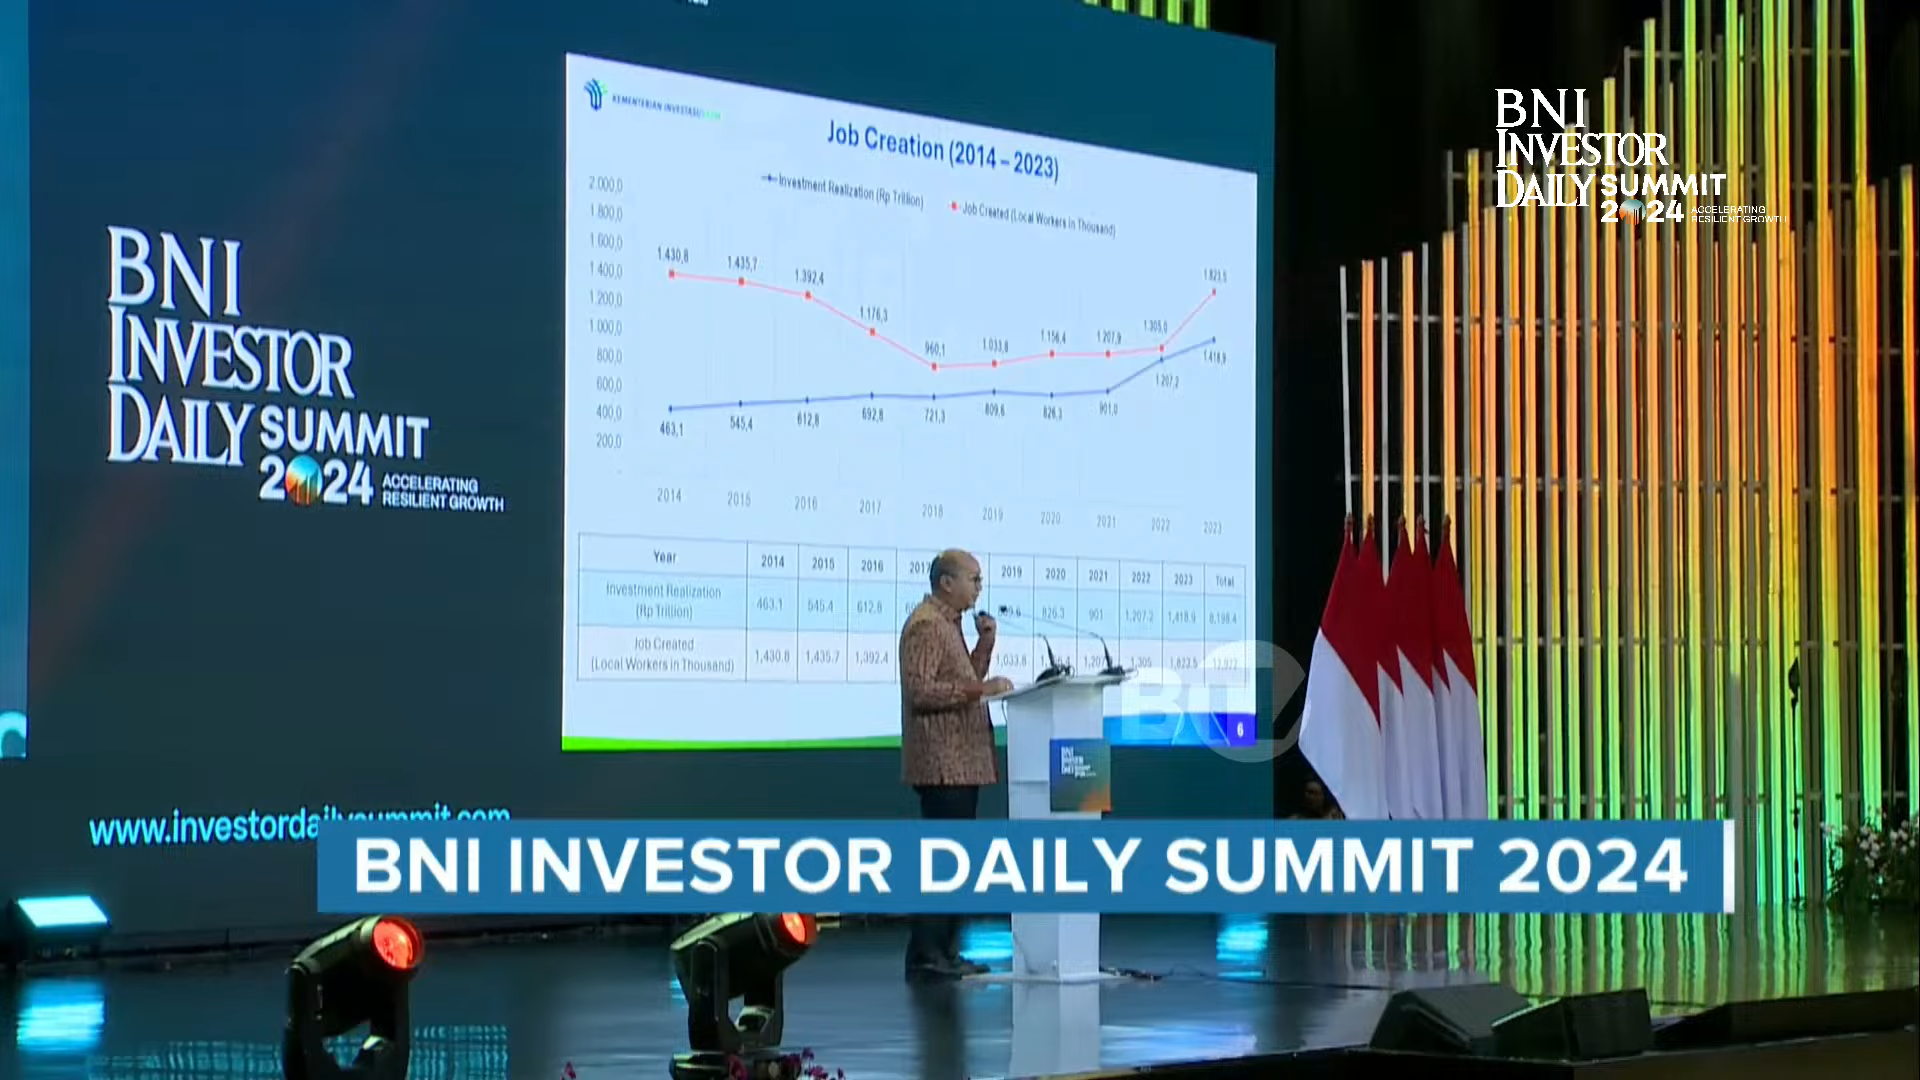 BNI
INVESTOR
DAILY SUMMIT
2024 ACCELERATING
RESILIENT GROWTH
www.investordailysummit.com
KEMENTERIAN INVESTASI/
Job Creation (2014 – 2023)
Investment Realization (Rp Trillion)
Job Created (Local Workers in Thousand)
2.000,0
1.800,0
1.600,0
1.400,0
1.200,0
1.000,0
800,0
600,0
400,0
200,0
1.430,8 1.435,7 1.392,4 1.176,3 960,1 1.033,8 1.156,4 1.207,9 1.305,0 1.823,5
463,1 545,4 612,8 692,8 721,3 809,6 826,3 901,0 1.207,2 1.418,9
2014 2015 2016 2017 2018 2019 2020 2021 2022 2023
Year 2014 2015 2016 2017 2019 2020 2021 2022 2023 Total
Investment Realization
(Rp Trillion) 463.1 545.4 612.8 826.3 901 1,207.2 1,418.9 8,198.4
Job Created
(Local Workers in Thousand) 1,430.8 1,435.7 1,392.4 1,033.8 1,305 1,823.5
6
BNI
INVESTOR
DAILY SUMMIT
2024 ACCELERATING
RESILIENT GROWTH
BNI INVESTOR DAILY SUMMIT 2024